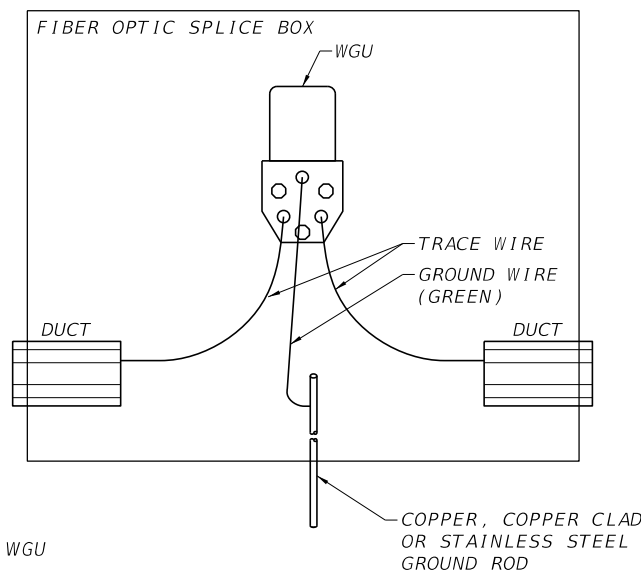 FIBER OPTIC SPLICE BOX
WGU
TRACE WIRE
GROUND WIRE
(GREEN)
DUCT
DUCT
COPPER, COPPER CLAD
OR STAINLESS STEEL
GROUND ROD
WGU